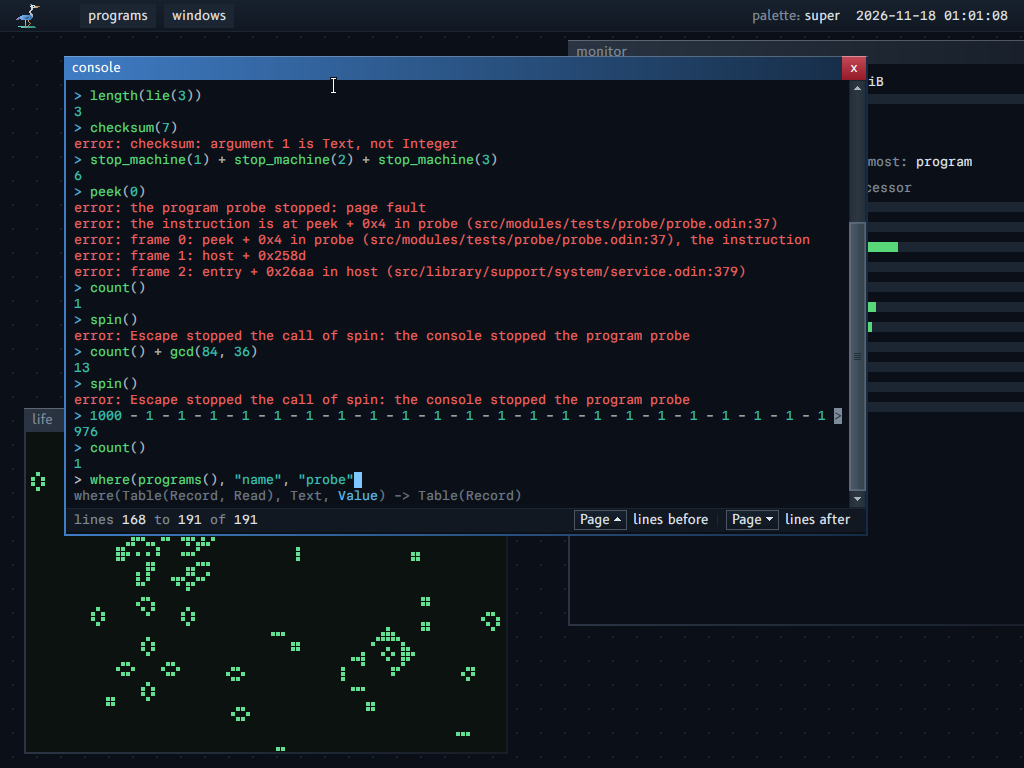 programs windows palette: super 2026-11-18 01:01:08
monitor
console x
iB
> length(lie(3))
3
> checksum(7)
error: checksum: argument 1 is Text, not Integer
> stop_machine(1) + stop_machine(2) + stop_machine(3)
6
most: program
> peek(0)
cessor
error: the program probe stopped: page fault
error: the instruction is at peek + 0x4 in probe (src/modules/tests/probe/probe.odin:37)
error: frame 0: peek + 0x4 in probe (src/modules/tests/probe/probe.odin:37), the instruction
error: frame 1: host + 0x258d
error: frame 2: entry + 0x26aa in host (src/library/support/system/service.odin:379)
> count()
1
> spin()
error: Escape stopped the call of spin: the console stopped the program probe
> count() + gcd(84, 36)
13
> spin()
error: Escape stopped the call of spin: the console stopped the program probe
> 1000 - 1 - 1 - 1 - 1 - 1 - 1 - 1 - 1 - 1 - 1 - 1 - 1 - 1 - 1 - 1 - 1 - 1 - 1 - 1 - 1 - 1 - 1 >
life
976
> count()
1
> where(programs(), "name", "probe"
where(Table(Record, Read), Text, Value) -> Table(Record)
lines 168 to 191 of 191 Page lines before Page lines after